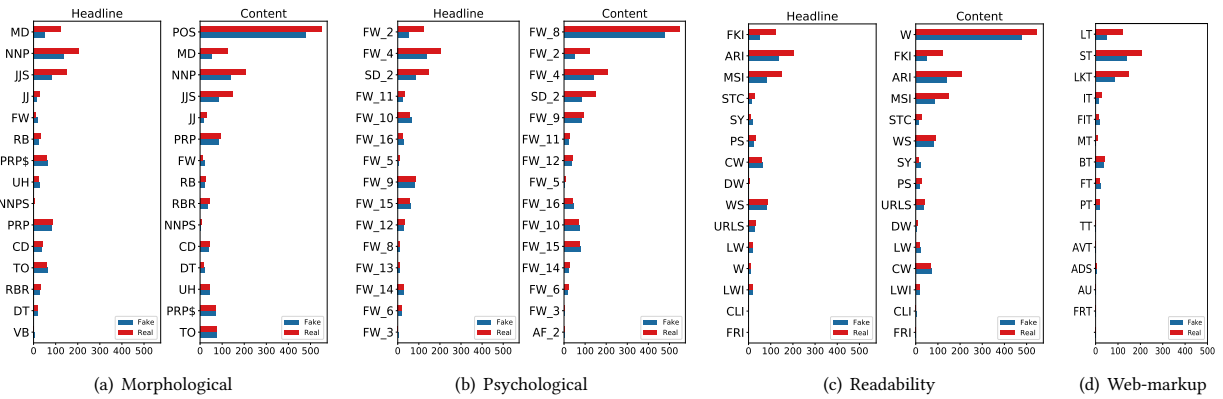 Headline
MD
NNP
JJS
JJ
FW
RB
PRP$
UH
NNPS
PRP
CD
TO
RBR
DT
VB
Fake
Real
0 100 200 300 400 500
Content
POS
MD
NNP
JJS
JJ
PRP
FW
RB
RBR
NNPS
CD
DT
UH
PRP$
TO
Fake
Real
0 100 200 300 400 500
(a) Morphological
Headline
FW_2
FW_4
SD_2
FW_11
FW_10
FW_16
FW_5
FW_9
FW_15
FW_12
FW_8
FW_13
FW_14
FW_6
FW_3
Fake
Real
0 100 200 300 400 500
Content
FW_8
FW_2
FW_4
SD_2
FW_9
FW_11
FW_12
FW_5
FW_16
FW_10
FW_15
FW_14
FW_6
FW_3
AF_2
Fake
Real
0 100 200 300 400 500
(b) Psychological
Headline
FKI
ARI
MSI
STC
SY
PS
CW
DW
WS
URLS
LW
W
LWI
CLI
FRI
Fake
Real
0 100 200 300 400 500
Content
W
FKI
ARI
MSI
STC
WS
SY
PS
URLS
DW
LW
CW
LWI
CLI
FRI
Fake
Real
0 100 200 300 400 500
(c) Readability
LT
ST
LKT
IT
FIT
MT
BT
FT
PT
TT
AVT
ADS
AU
FRT
Fake
Real
0 100 200 300 400 500
(d) Web-markup